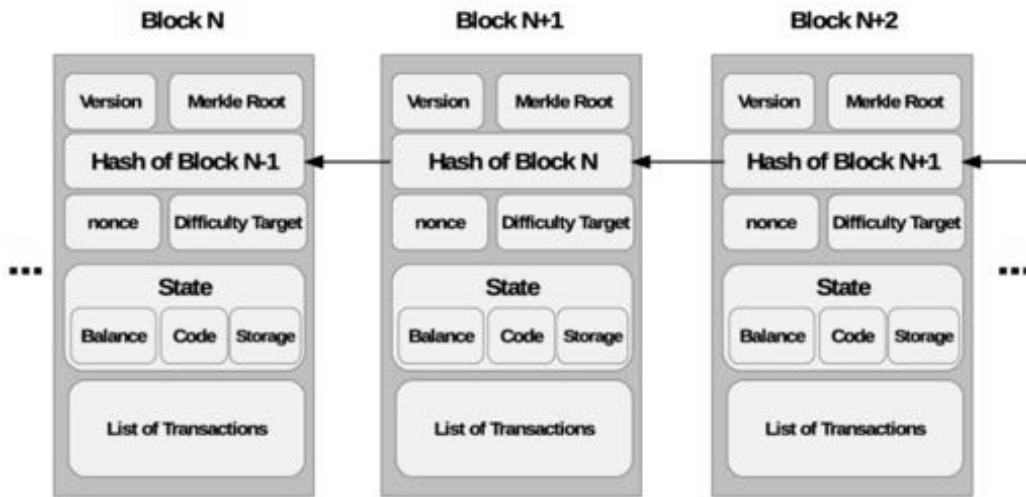 Block N Block N+1 Block N+2
Version Merkle Root Version Merkle Root Version Merkle Root
Hash of Block N-1 Hash of Block N Hash of Block N+1
nonce Difficulty Target nonce Difficulty Target nonce Difficulty Target
... ...
State State State
Balance Code Storage Balance Code Storage Balance Code Storage
List of Transactions List of Transactions List of Transactions